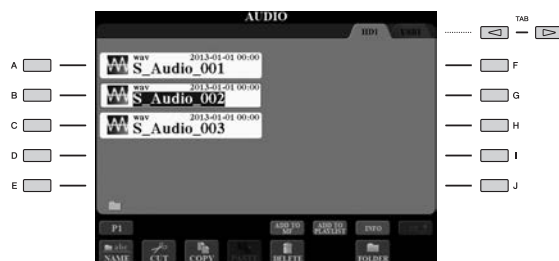 AUDIO
TAB
HD1 USB1
A
wav 2013-01-01 00:00
S_Audio_001
F
B
wav 2013-01-01 00:00
S_Audio_002
G
C
wav 2013-01-01 00:00
S_Audio_003
H
D
I
E
J
P1
ADD TO
ADD TO PLAYLIST
INFO
abc
NAME
CUT
COPY
PASTE
DELETE
FOLDER